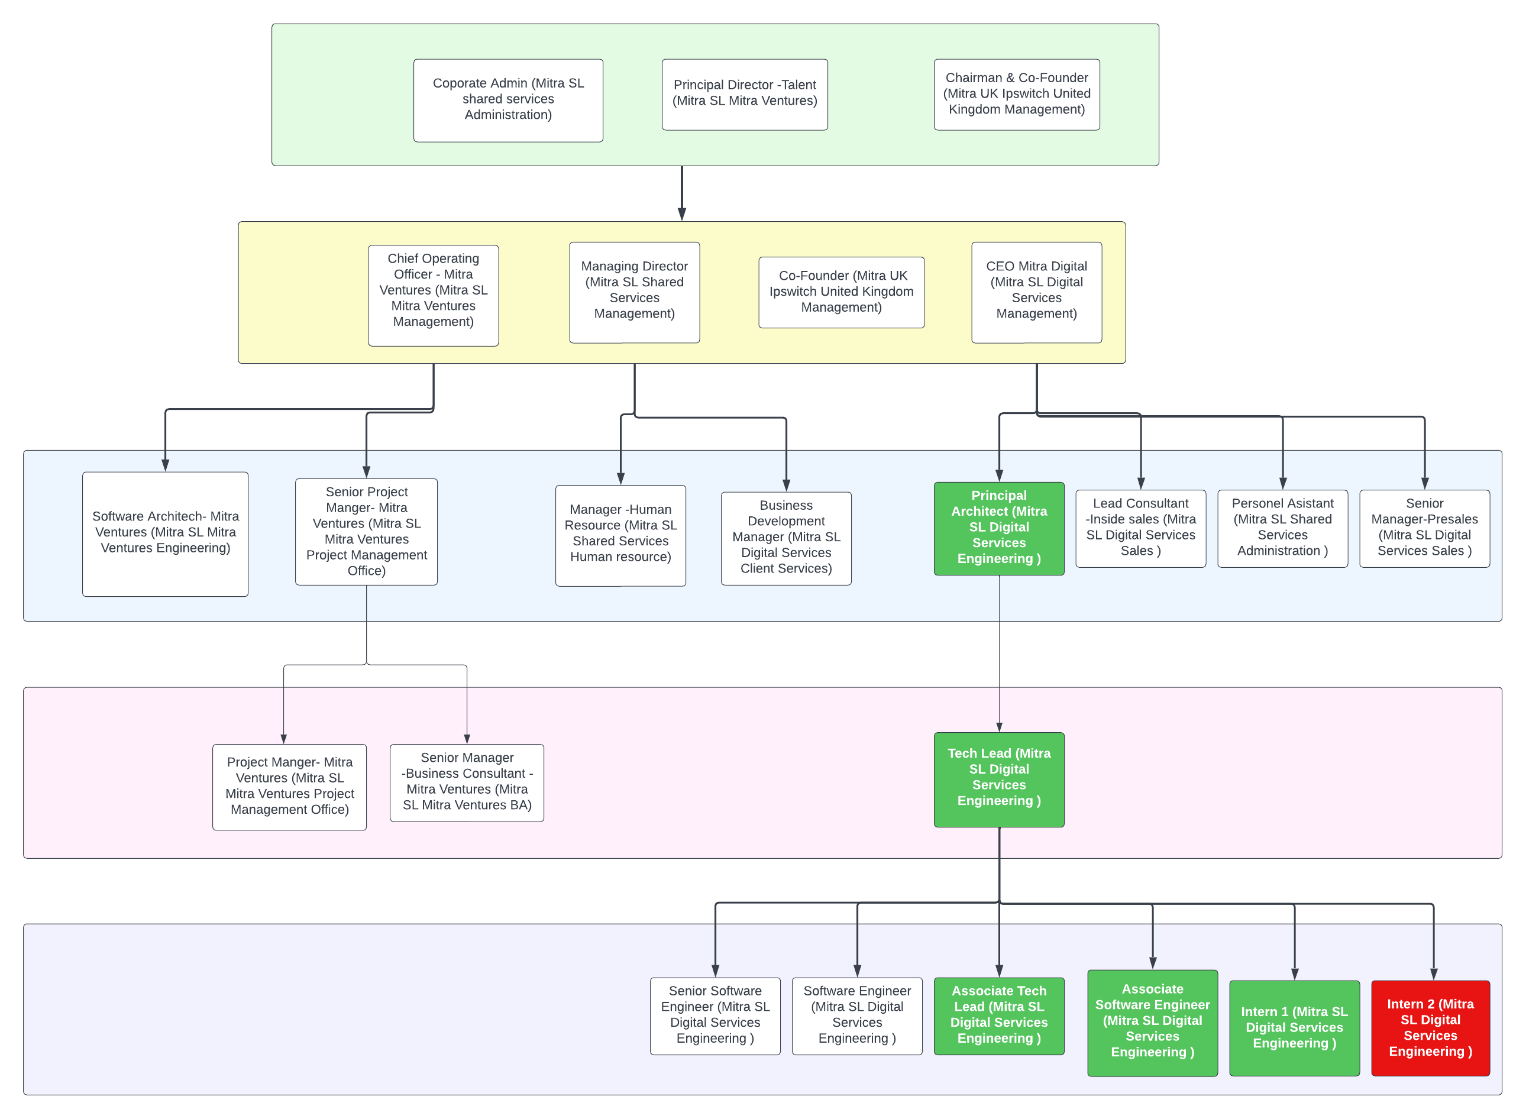 Coporate Admin (Mitra SL
shared services
Administration)
Principal Director -Talent
(Mitra SL Mitra Ventures)
Chairman & Co-Founder
(Mitra UK Ipswitch United
Kingdom Management)
Chief Operating
Officer - Mitra
Ventures (Mitra SL
Mitra Ventures
Management)
Managing Director
(Mitra SL Shared
Services
Management)
Co-Founder (Mitra UK
Ipswitch United Kingdom
Management)
CEO Mitra Digital
(Mitra SL Digital
Services
Management)
Software Architech- Mitra
Ventures (Mitra SL Mitra
Ventures Engineering)
Senior Project
Manger- Mitra
Ventures (Mitra SL
Mitra Ventures
Project Management
Office)
Manager -Human
Resource (Mitra SL
Shared Services
Human resource)
Business
Development
Manager (Mitra SL
Digital Services
Client Services)
Principal
Architect (Mitra
SL Digital
Services
Engineering )
Lead Consultant
-Inside sales (Mitra
SL Digital Services
Sales )
Personel Asistant
(Mitra SL Shared
Services
Administration )
Senior
Manager-Presales
(Mitra SL Digital
Services Sales )
Project Manger- Mitra
Ventures (Mitra SL
Mitra Ventures Project
Management Office)
Senior Manager
-Business Consultant -
Mitra Ventures (Mitra
SL Mitra Ventures BA)
Tech Lead (Mitra
SL Digital
Services
Engineering )
Senior Software
Engineer (Mitra SL
Digital Services
Engineering )
Software Engineer
(Mitra SL Digital
Services
Engineering )
Associate Tech
Lead (Mitra SL
Digital Services
Engineering )
Associate
Software Engineer
(Mitra SL Digital
Services
Engineering )
Intern 1 (Mitra SL
Digital Services
Engineering )
Intern 2 (Mitra
SL Digital
Services
Engineering )